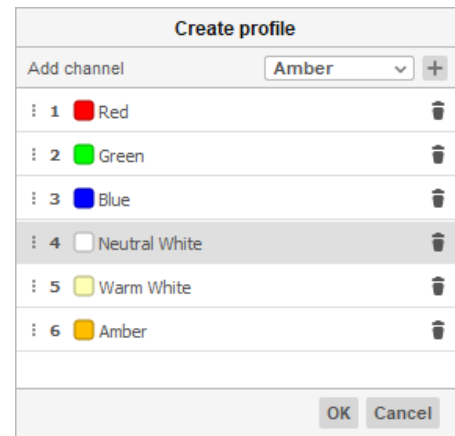 Create profile
Add channel Amber +
1 Red
2 Green
3 Blue
4 Neutral White
5 Warm White
6 Amber
OK Cancel